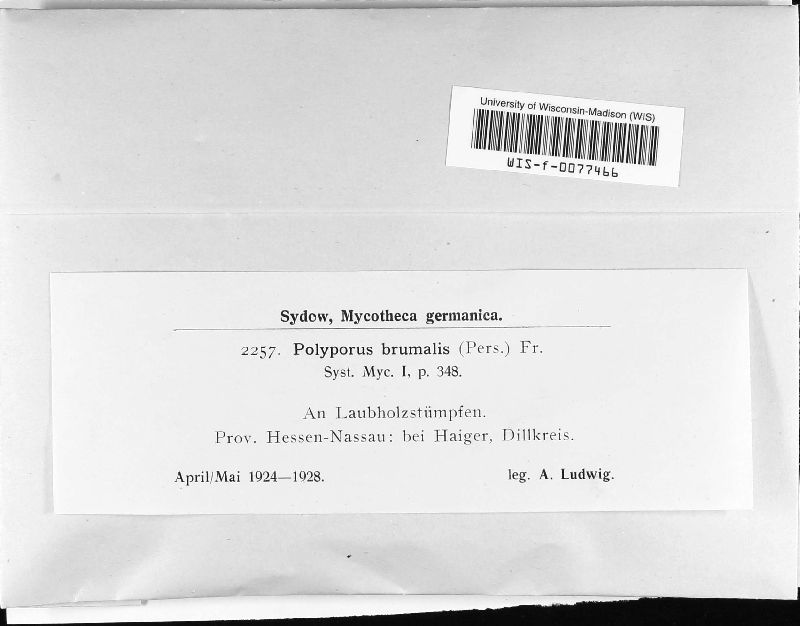 University of Wisconsin-Madison (WIS)
WIS-f-0077466
Sydow, Mycotheca germanica.
2257. Polyporus brumalis (Pers.) Fr.
Syst. Myc. I, p. 348.
An Laubholzstümpfen.
Prov. Hessen-Nassau: bei Haiger, Dillkreis.
April/Mai 1924—1928. leg. A. Ludwig.